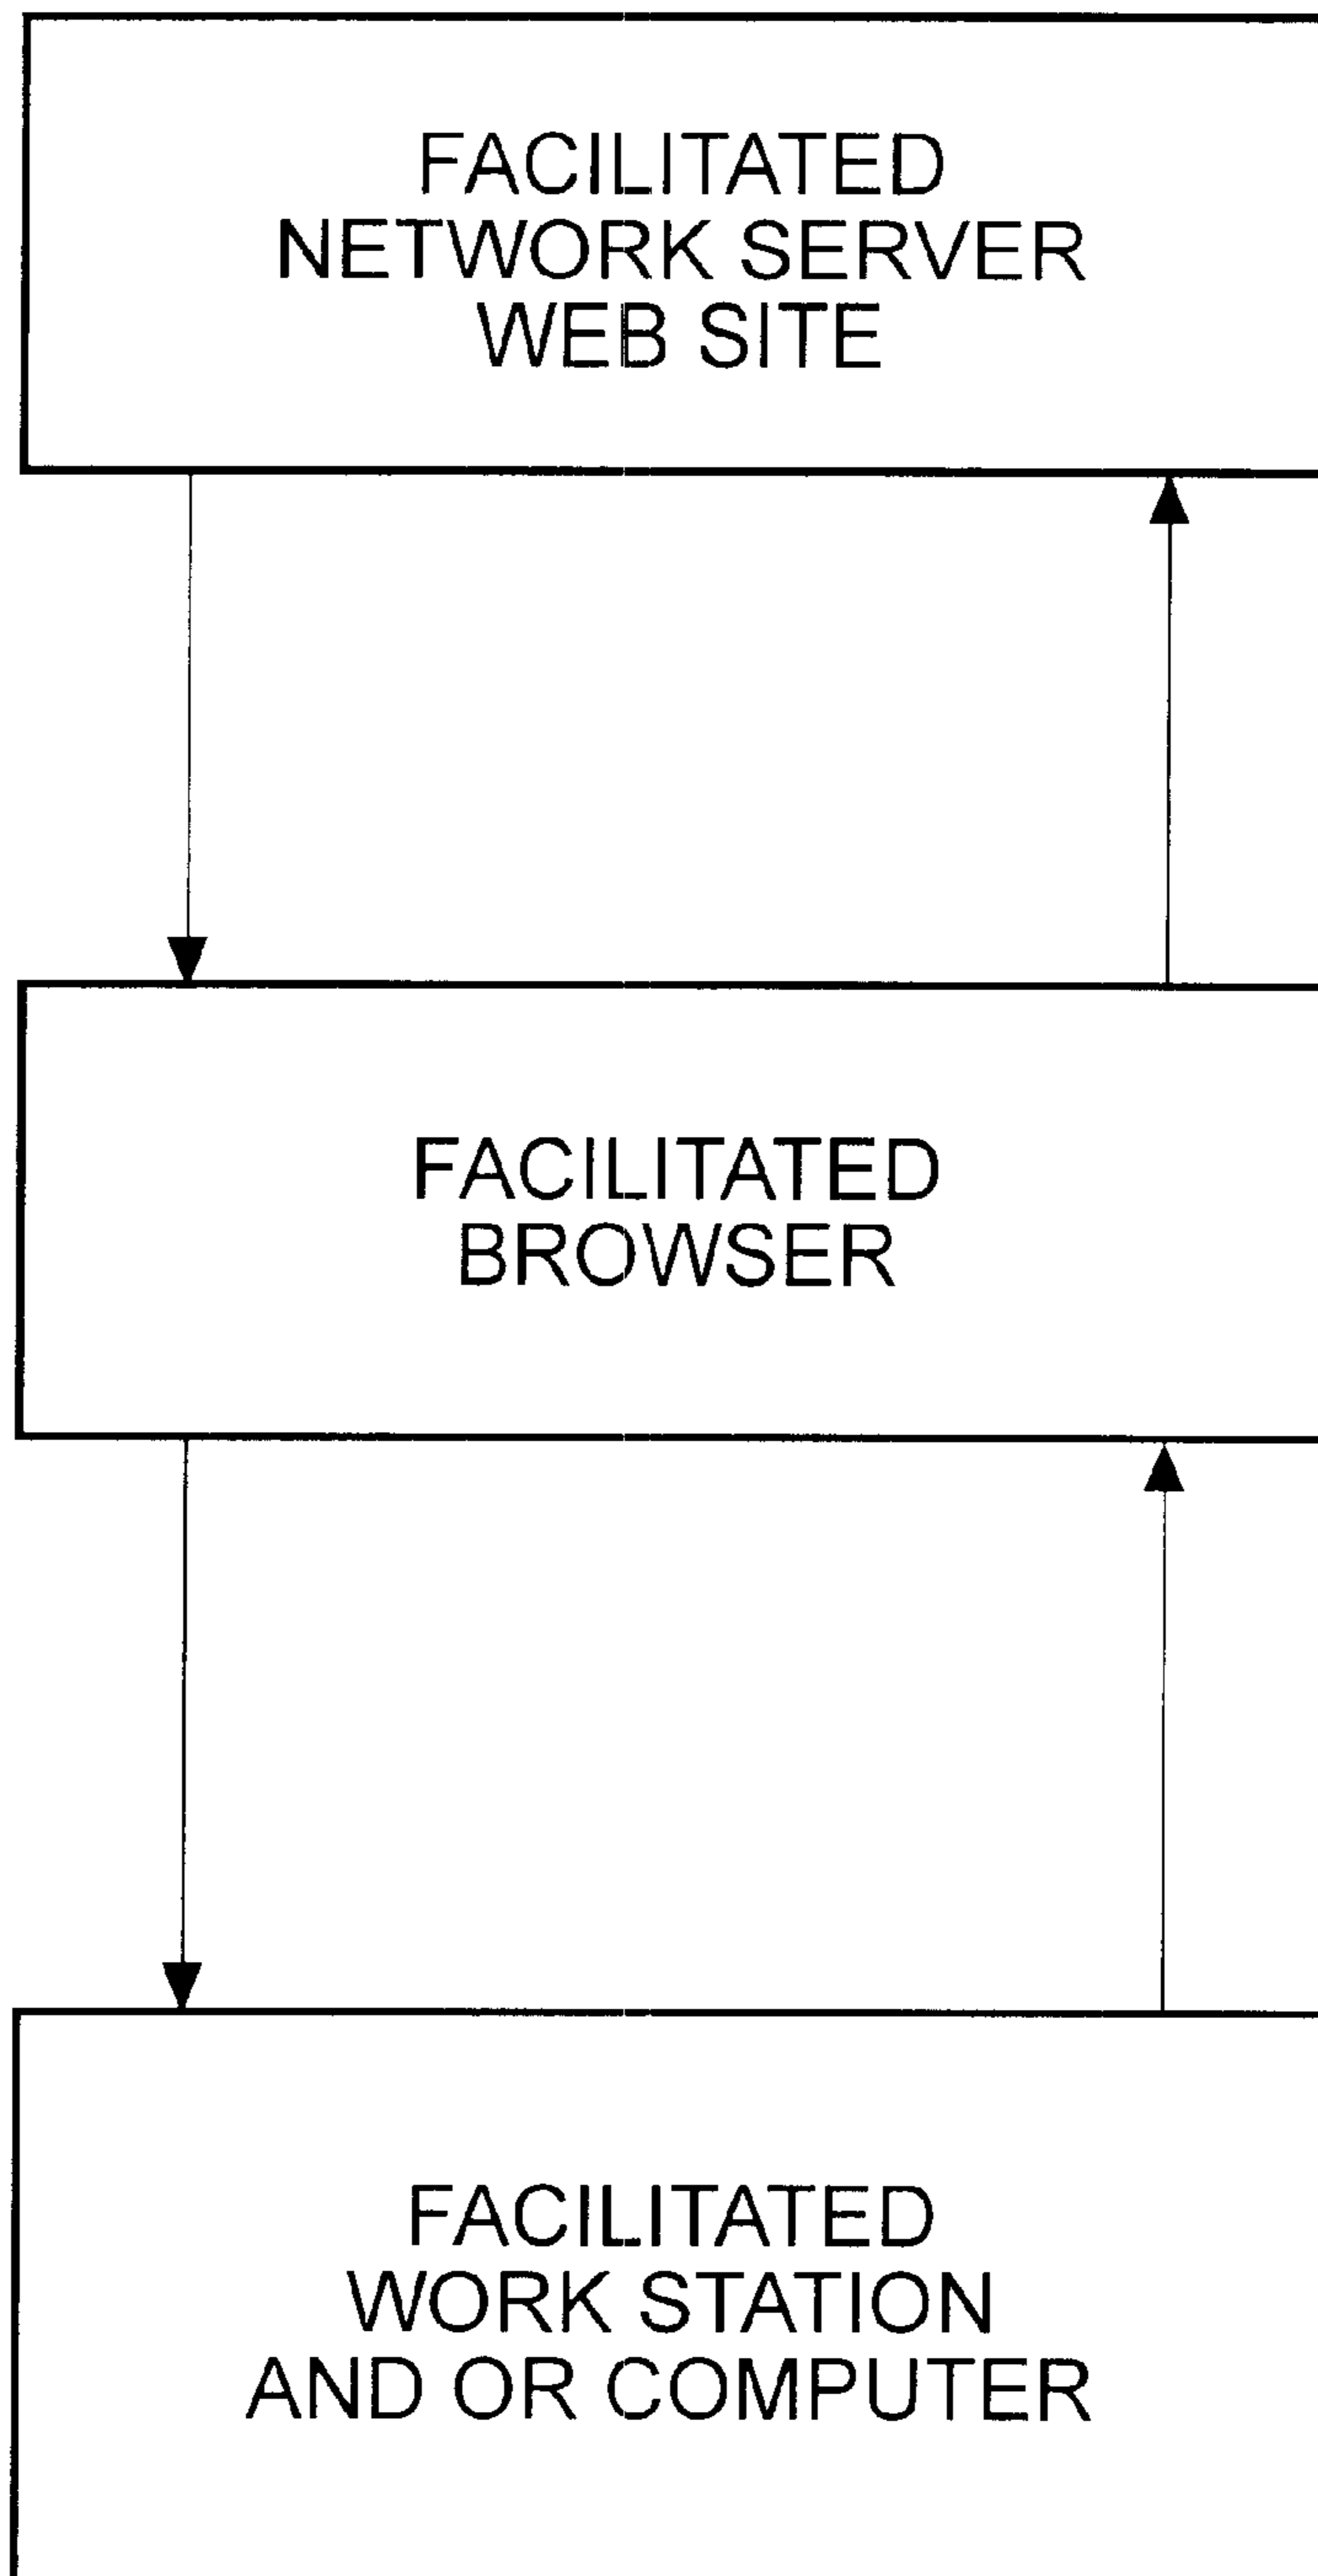 FACILITATED
NETWORK SERVER
WEB SITE
FACILITATED
BROWSER
FACILITATED
WORK STATION
AND OR COMPUTER